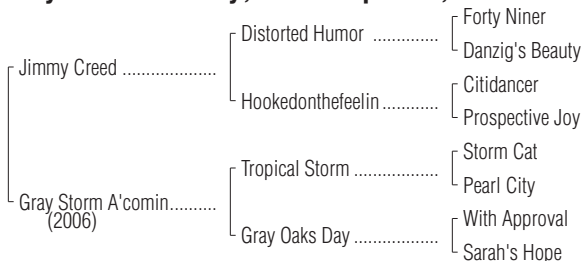 Forty Niner
Distorted Humor ..............
Danzig's Beauty
Jimmy Creed ....................
Citidancer
Hookedonthefeelin ............
Prospective Joy
Storm Cat
Tropical Storm ..................
Pearl City
Gray Storm A'comin..........
(2006)
With Approval
Gray Oaks Day ..................
Sarah's Hope